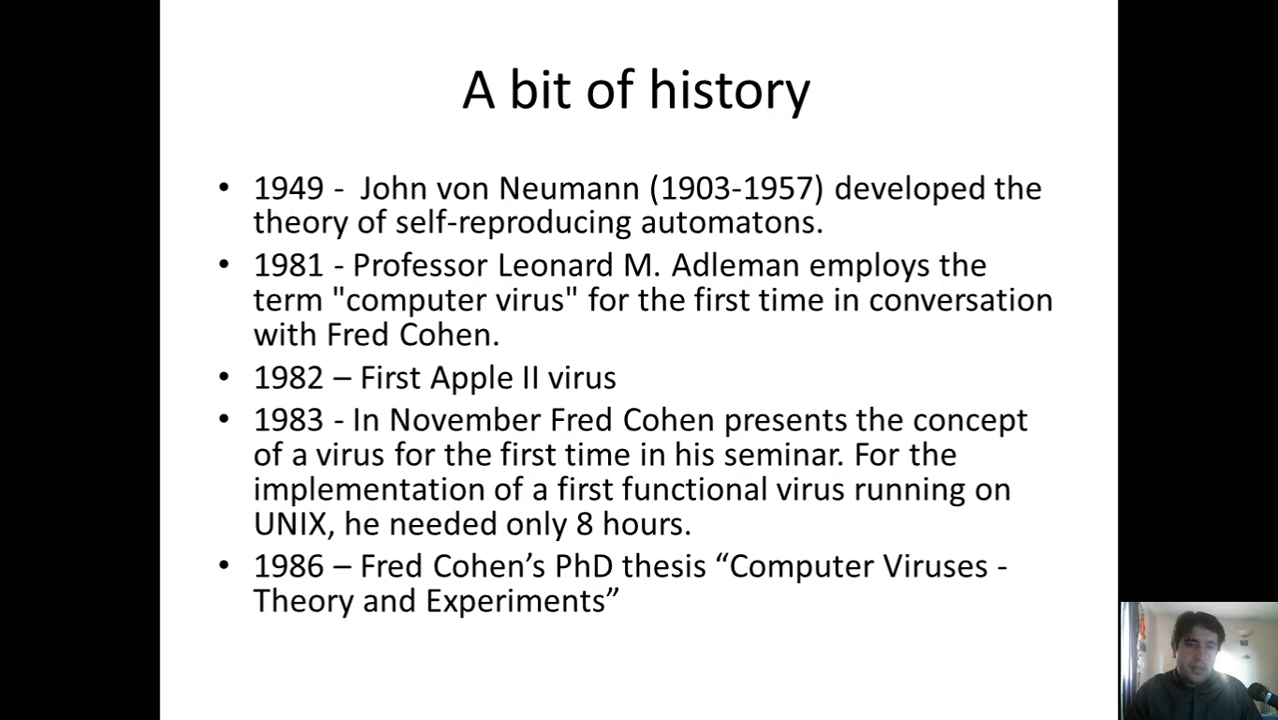 A bit of history
• 1949 - John von Neumann (1903-1957) developed the
theory of self-reproducing automatons.
• 1981 - Professor Leonard M. Adleman employs the
term "computer virus" for the first time in conversation
with Fred Cohen.
• 1982 – First Apple II virus
• 1983 - In November Fred Cohen presents the concept
of a virus for the first time in his seminar. For the
implementation of a first functional virus running on
UNIX, he needed only 8 hours.
• 1986 – Fred Cohen’s PhD thesis “Computer Viruses -
Theory and Experiments”